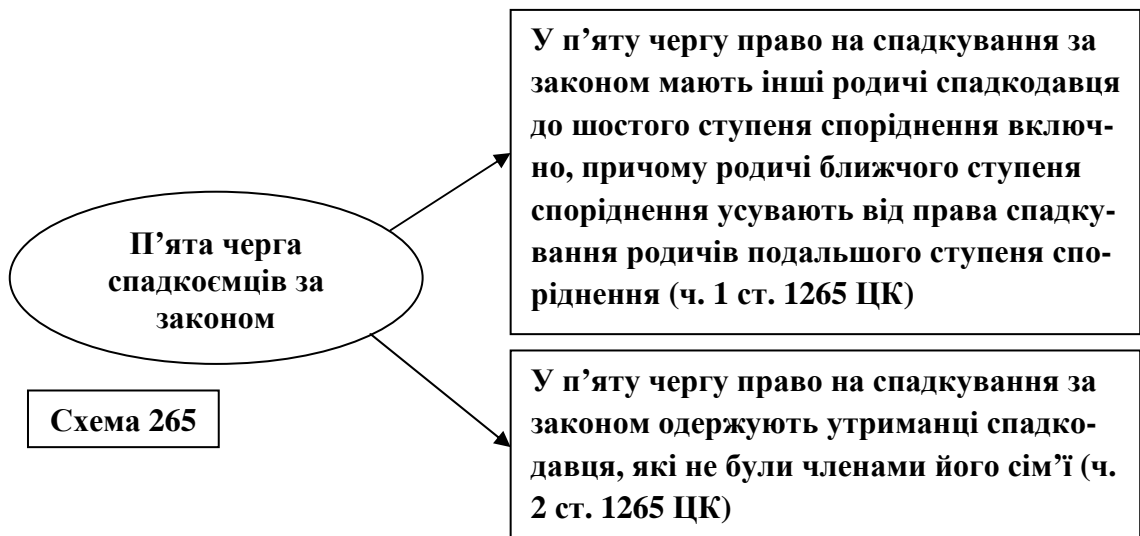 П’ята черга
спадкоємців за
законом
Схема 265
У п’яту чергу право на спадкування за
законом мають інші родичі спадкодавця
до шостого ступеня споріднення включ-
но, причому родичі ближчого ступеня
споріднення усувають від права спадку-
вання родичів подальшого ступеня спо-
ріднення (ч. 1 ст. 1265 ЦК)
У п’яту чергу право на спадкування за
законом одержують утриманці спадко-
давця, які не були членами його сім’ї (ч.
2 ст. 1265 ЦК)